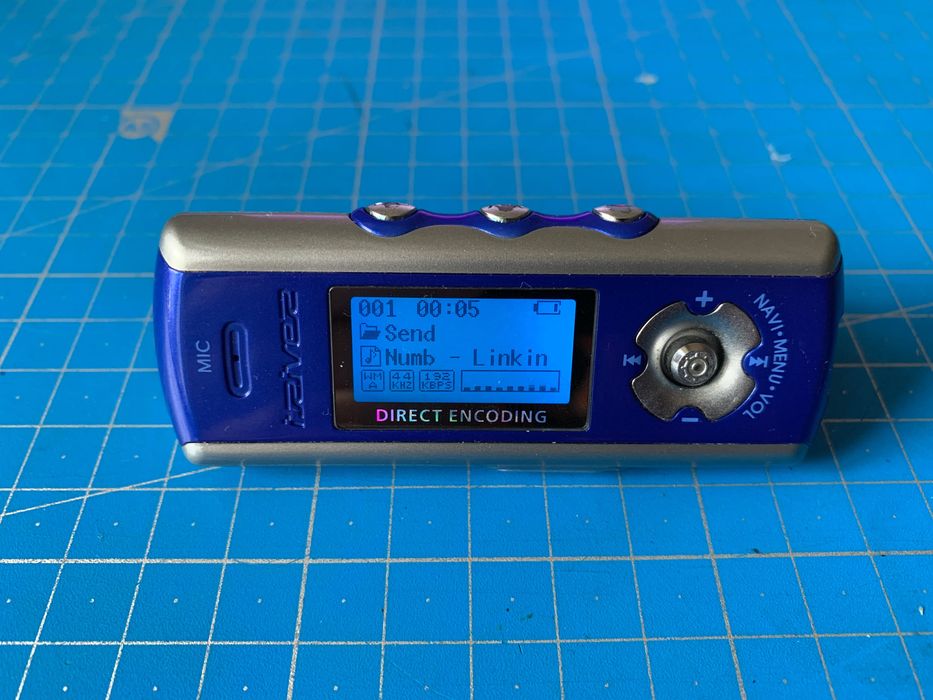 001 00:05
Send
Numb - Linkin
WM
A
44
KHZ
192
KBPS
DIRECT ENCODING
MIC
iRiver
+
–
NAVI•MENU•VOL